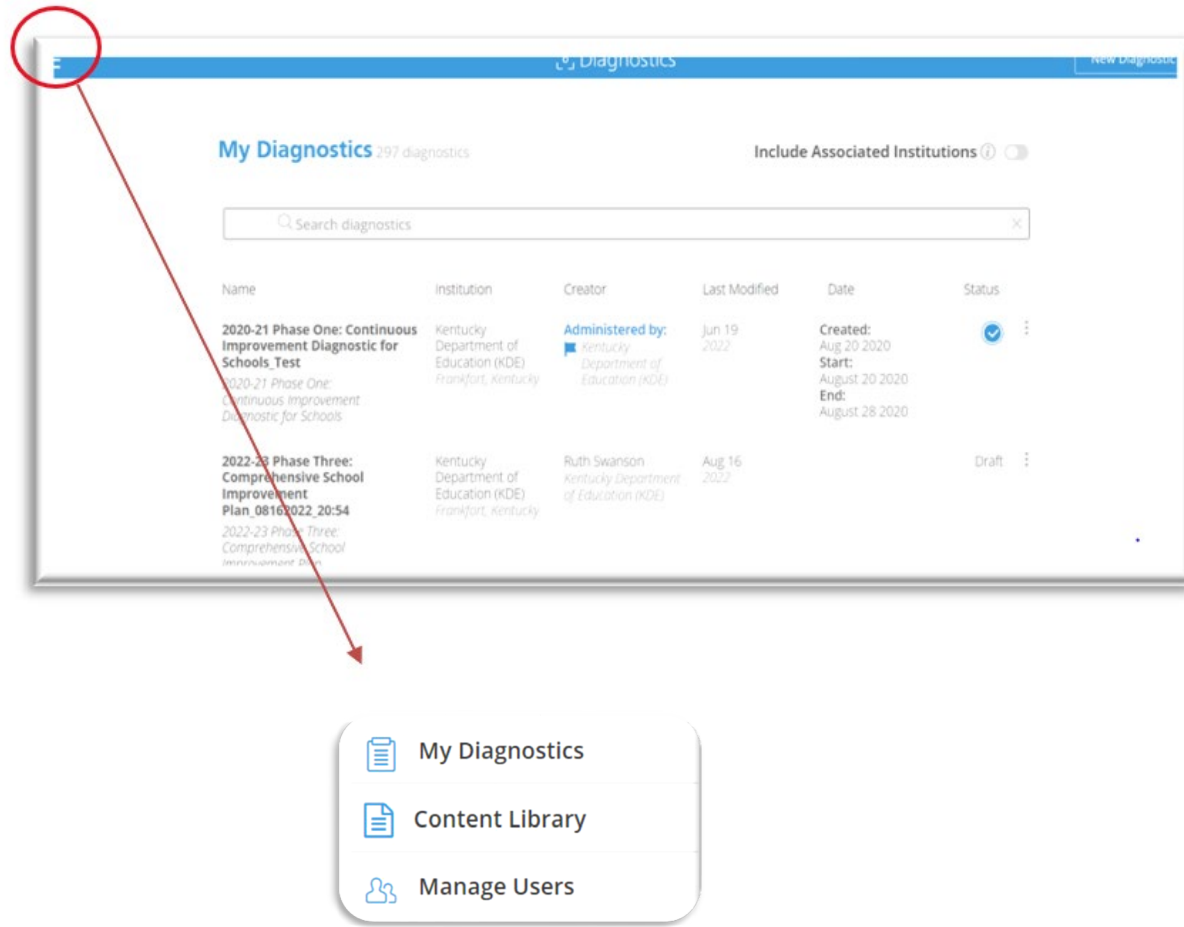 Diagnostics
New Diagnostic
My Diagnostics 297 diagnostics
Include Associated Institutions
Search diagnostics
Name
Institution
Creator
Last Modified
Date
Status
2020-21 Phase One: Continuous
Improvement Diagnostic for
Schools_Test
2020-21 Phase One:
Continuous Improvement
Diagnostic for Schools
Kentucky
Department of
Education (KDE)
Frankfort, Kentucky
Administered by:
Kentucky
Department of
Education (KDE)
Jun 19
2022
Created:
Aug 20 2020
Start:
August 20 2020
End:
August 28 2020
2022-23 Phase Three:
Comprehensive School
Improvement
Plan_08162022_20:54
2022-23 Phase Three:
Comprehensive School
Improvement Plan
Kentucky
Department of
Education (KDE)
Frankfort, Kentucky
Ruth Swanson
Kentucky Department
of Education (KDE)
Aug 16
2022
Draft
My Diagnostics
Content Library
Manage Users